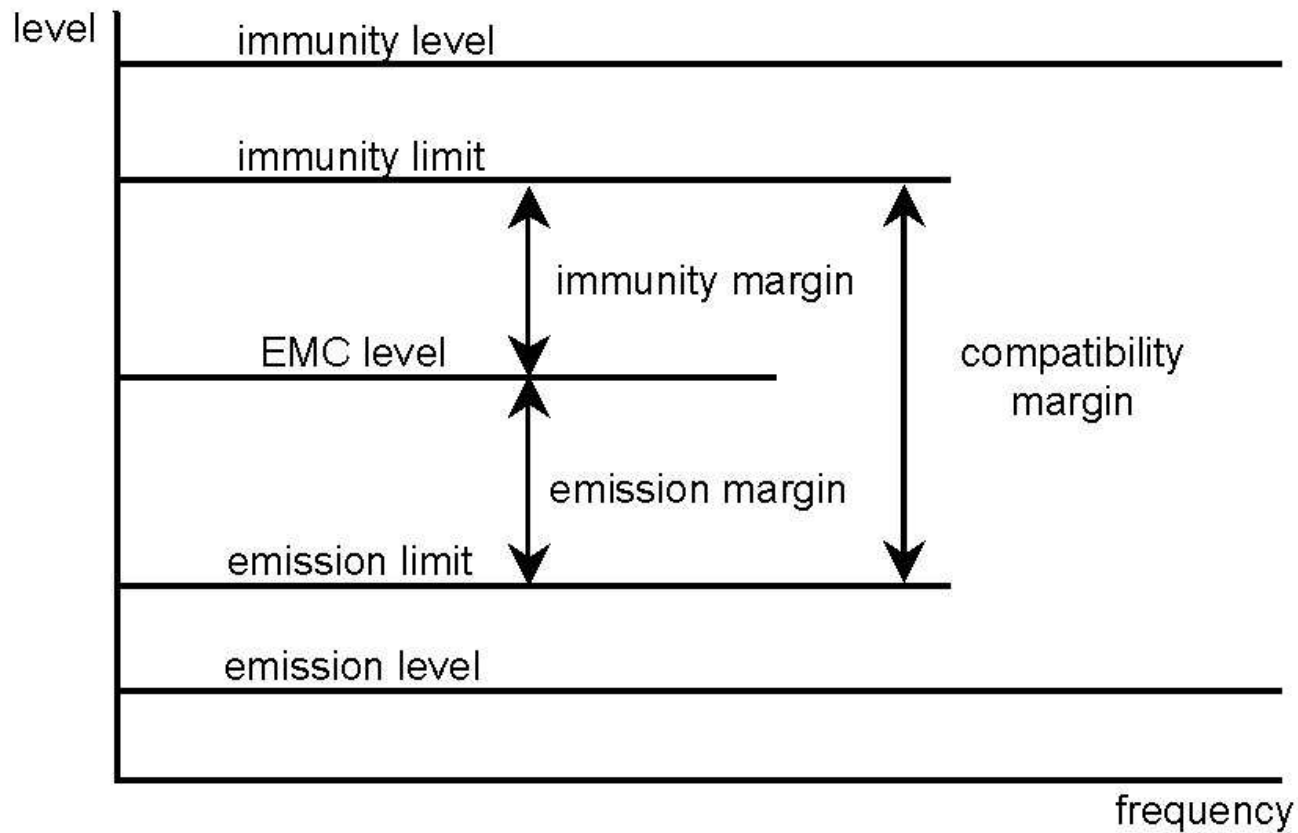 level
immunity level
immunity limit
immunity margin
EMC level
compatibility
margin
emission margin
emission limit
emission level
frequency